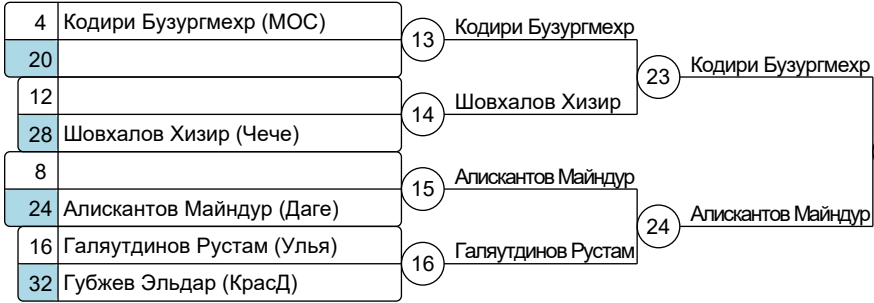 4 Кодири Бузургмехр (МОС)
20
12
28 Шовхалов Хизир (Чече)
8
24 Алискантов Майндур (Даге)
16 Галяутдинов Рустам (Улья)
32 Губжев Эльдар (КрасД)
13 Кодири Бузургмехр
14 Шовхалов Хизир
15 Алискантов Майндур
16 Галяутдинов Рустам
23 Кодири Бузургмехр
24 Алискантов Майндур